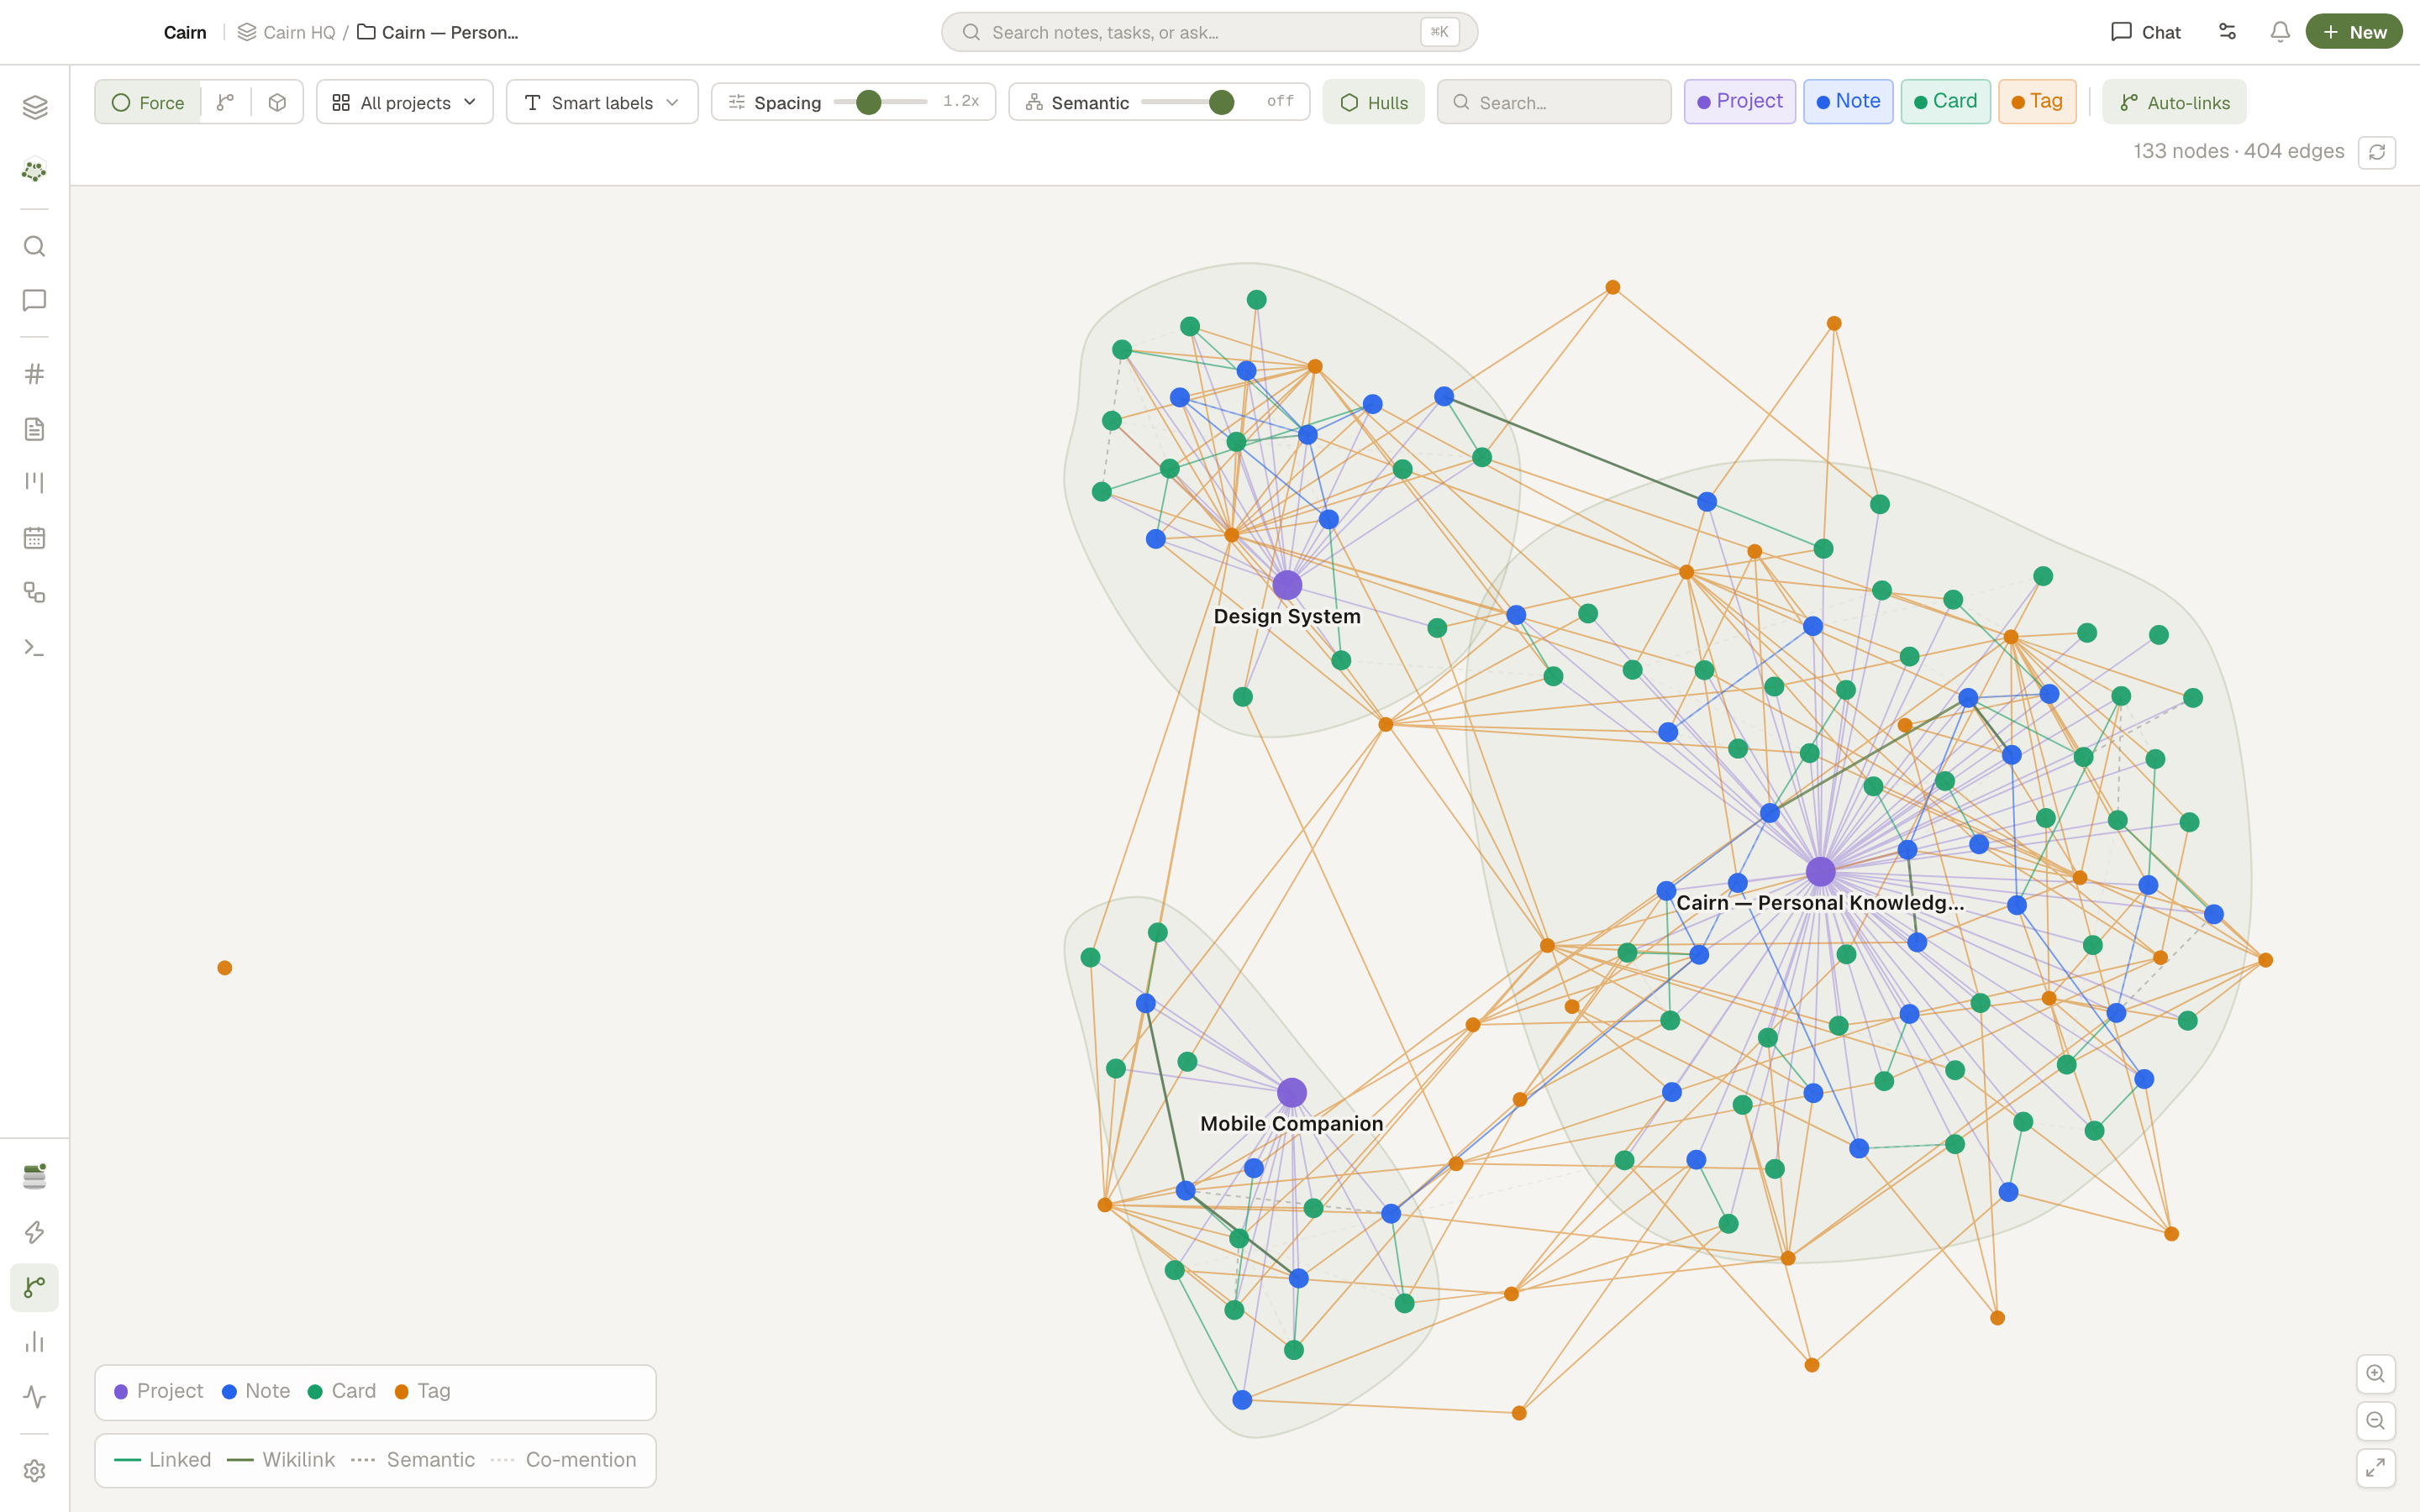 Cairn
Cairn HQ / Cairn — Person...
Search notes, tasks, or ask...
⌘K
Chat
New
Force
All projects
Smart labels
Spacing
1.2x
Semantic
off
Hulls
Search...
Project
Note
Card
Tag
Auto-links
133 nodes · 404 edges
Design System
Cairn — Personal Knowledg...
Mobile Companion
Project
Note
Card
Tag
Linked
Wikilink
Semantic
Co-mention